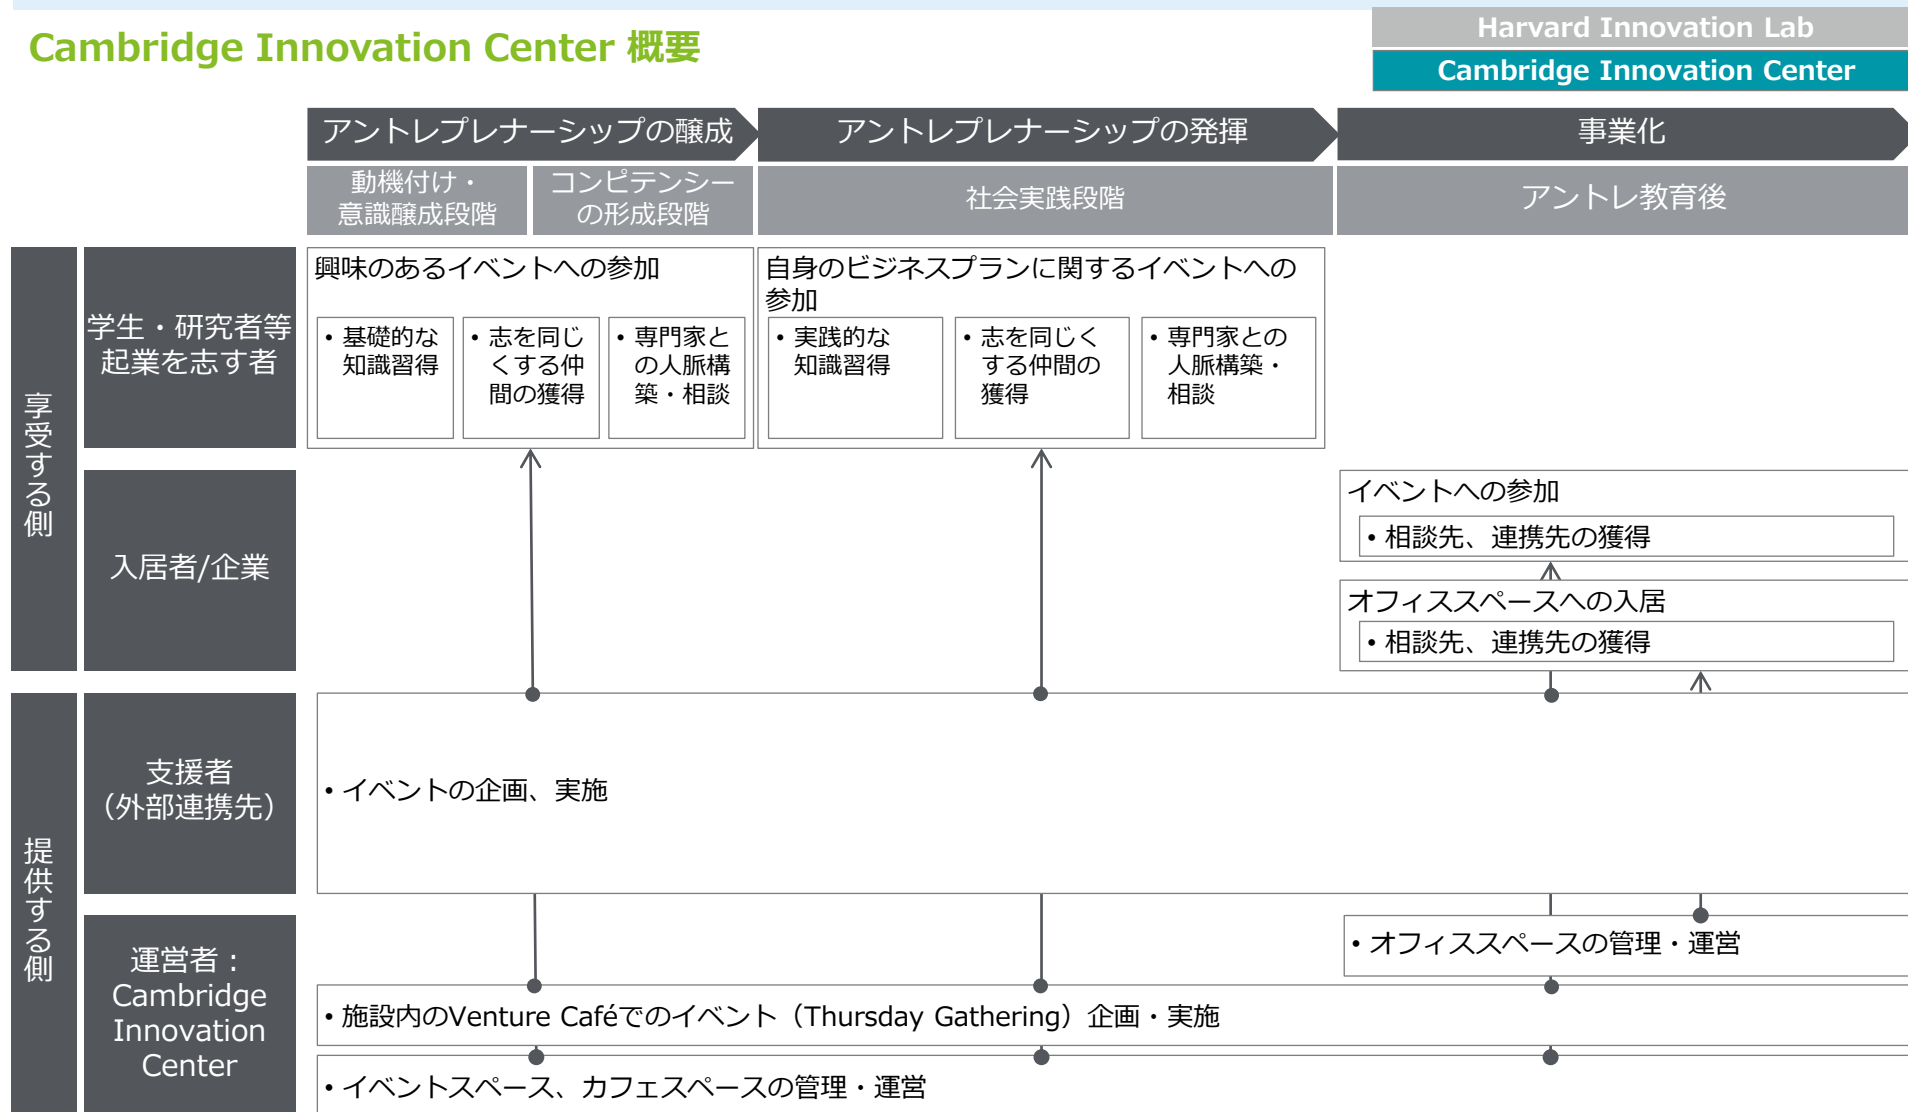 Cambridge Innovation Center 概要
Harvard Innovation Lab
Cambridge Innovation Center
アントレプレナーシップの醸成
アントレプレナーシップの発揮
事業化
動機付け・
意識醸成段階
コンピテンシー
の形成段階
社会実践段階
アントレ教育後
享受する側
学生・研究者等
起業を志す者
興味のあるイベントへの参加
• 基礎的な
知識習得
• 志を同じ
くする仲
間の獲得
• 専門家と
の人脈構
築・相談
自身のビジネスプランに関するイベントへの
参加
• 実践的な
知識習得
• 志を同じく
する仲間の
獲得
• 専門家との
人脈構築・
相談
入居者/企業
イベントへの参加
• 相談先、連携先の獲得
オフィススペースへの入居
• 相談先、連携先の獲得
提供する側
支援者
（外部連携先）
• イベントの企画、実施
運営者：
Cambridge
Innovation
Center
• オフィススペースの管理・運営
• 施設内のVenture Caféでのイベント（Thursday Gathering）企画・実施
• イベントスペース、カフェスペースの管理・運営